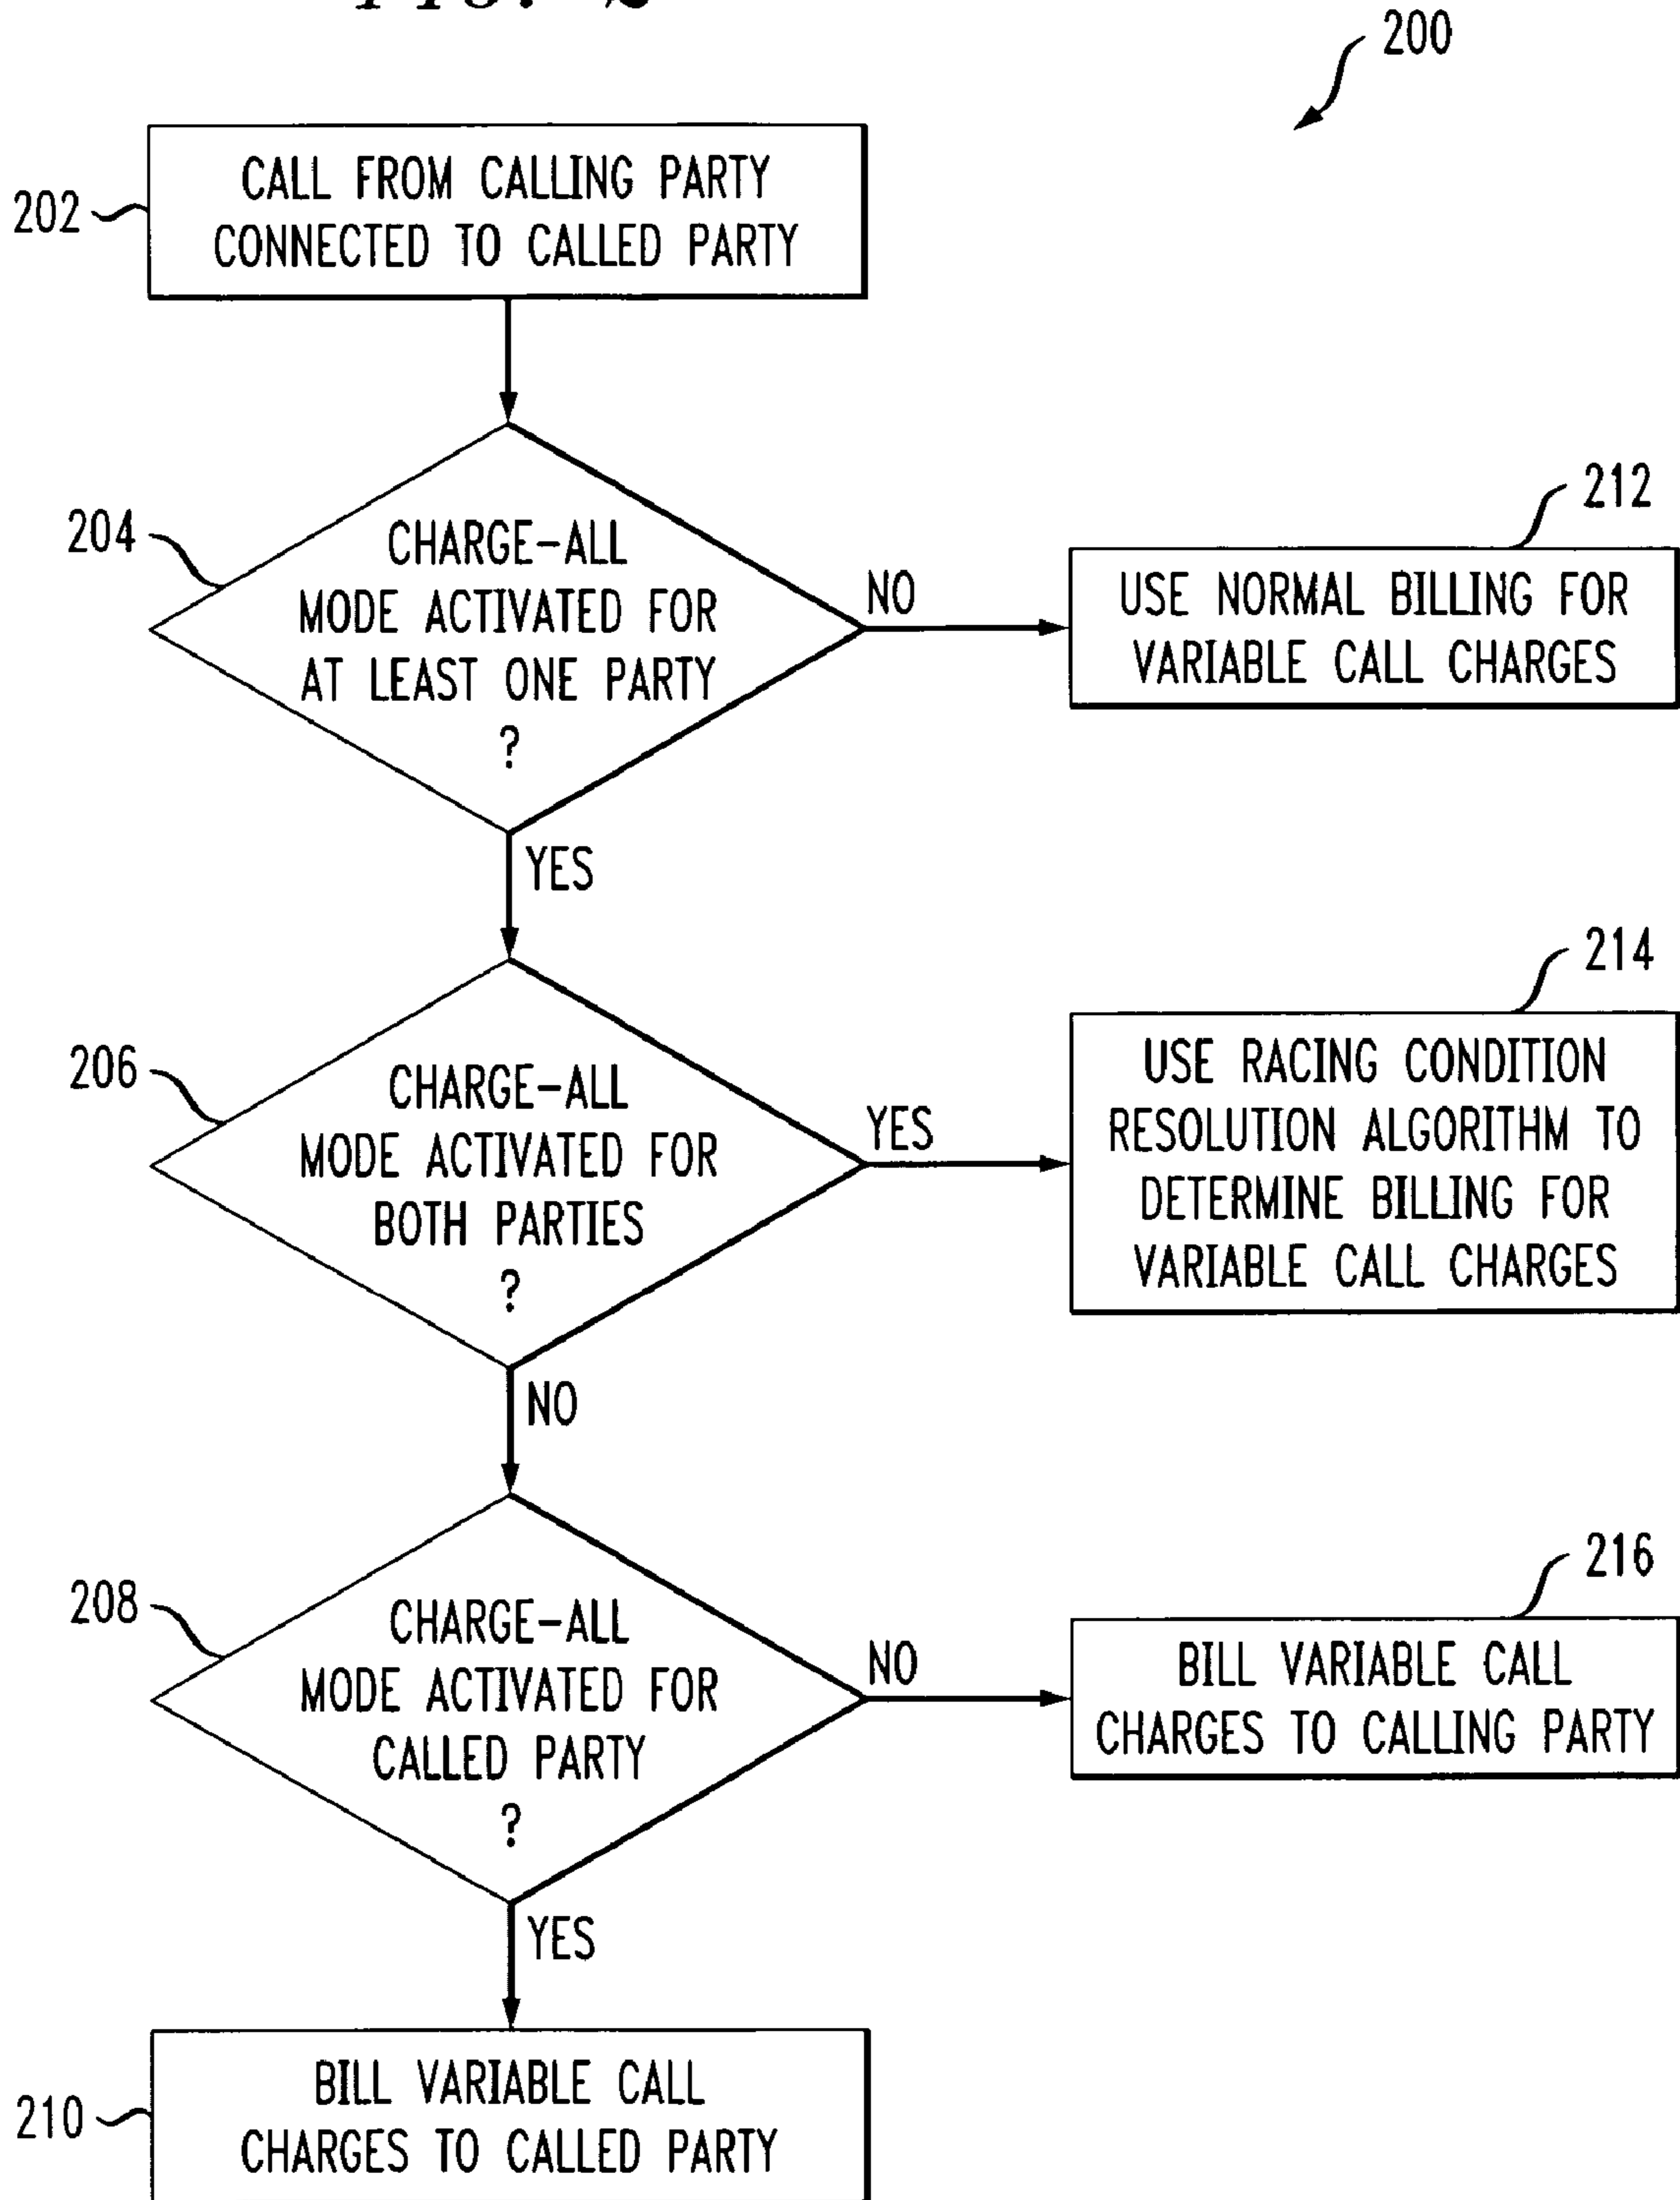 200
CALL FROM CALLING PARTY
CONNECTED TO CALLED PARTY
202
CHARGE-ALL
MODE ACTIVATED FOR
AT LEAST ONE PARTY
?
204
NO
212
USE NORMAL BILLING FOR
VARIABLE CALL CHARGES
YES
CHARGE-ALL
MODE ACTIVATED FOR
BOTH PARTIES
?
206
YES
214
USE RACING CONDITION
RESOLUTION ALGORITHM TO
DETERMINE BILLING FOR
VARIABLE CALL CHARGES
NO
CHARGE-ALL
MODE ACTIVATED FOR
CALLED PARTY
?
208
NO
216
BILL VARIABLE CALL
CHARGES TO CALLING PARTY
YES
BILL VARIABLE CALL
CHARGES TO CALLED PARTY
210